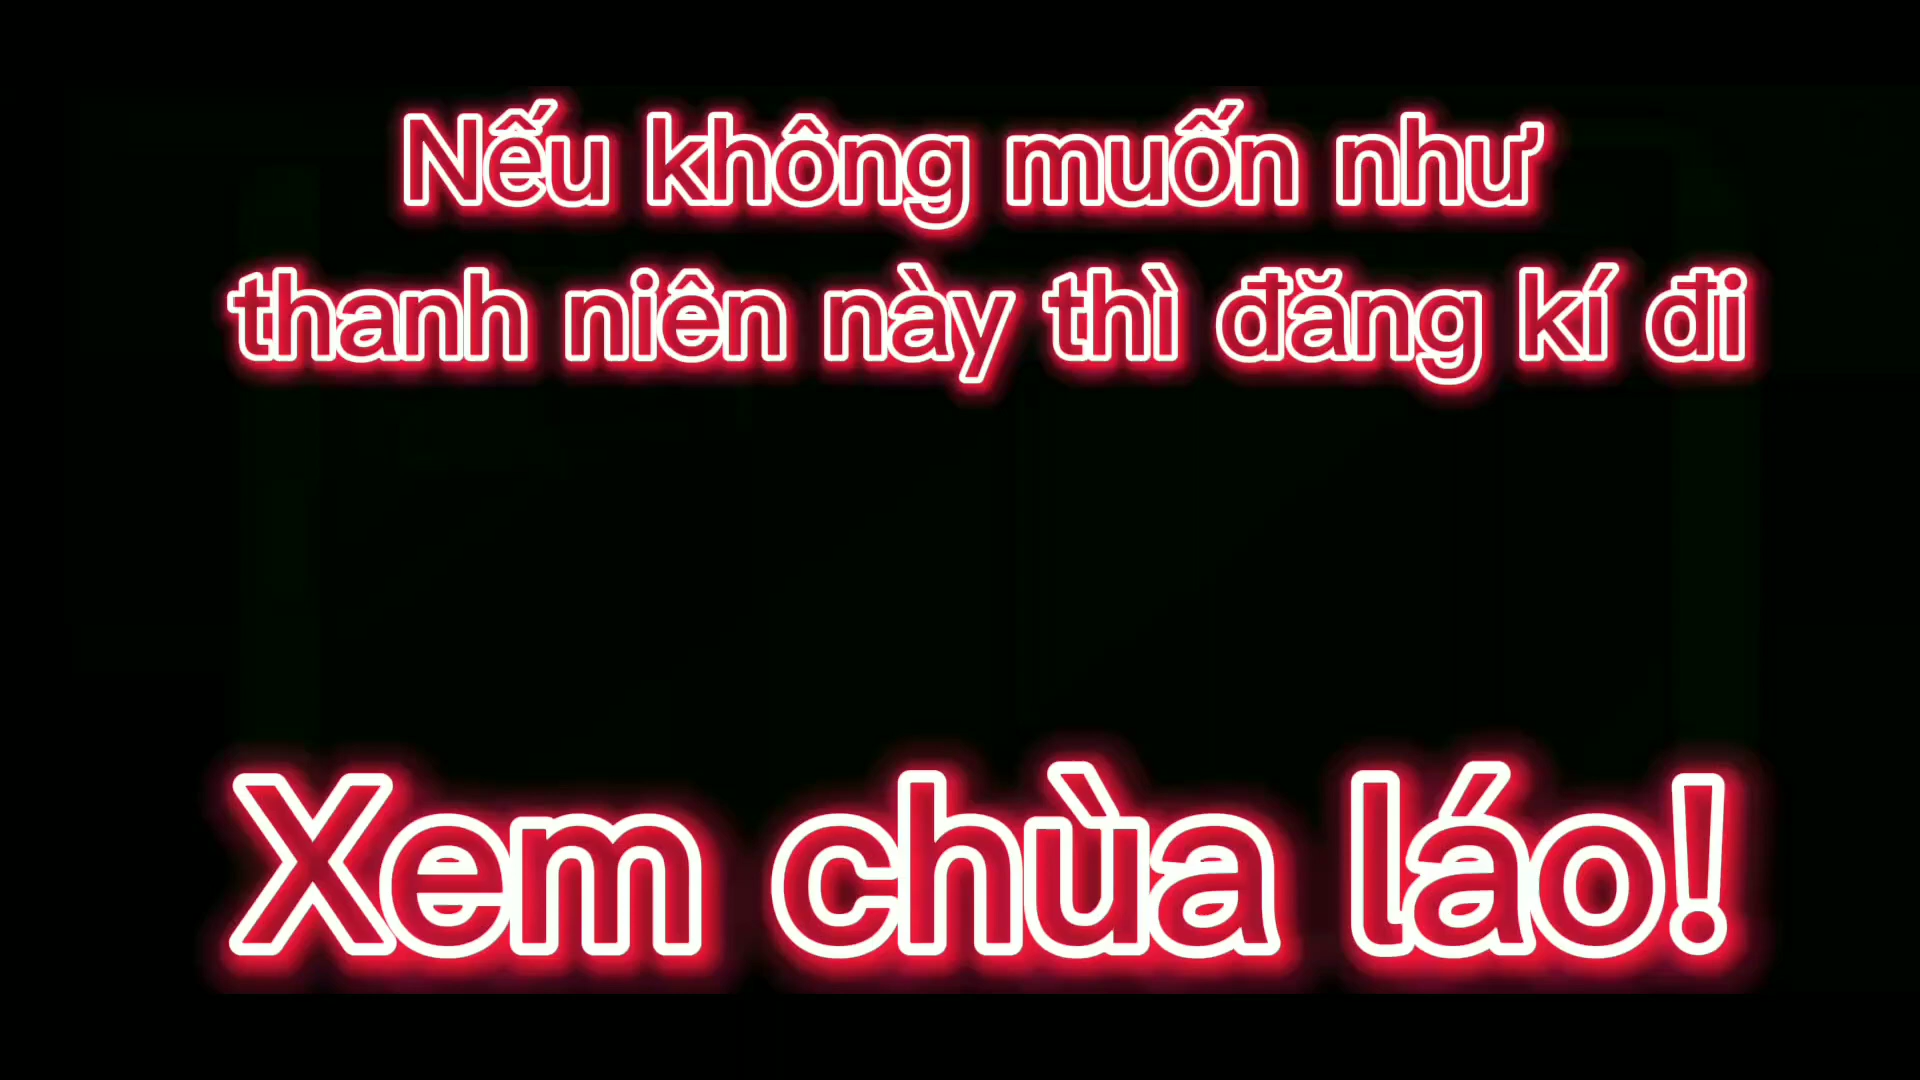 Nếu không muốn như
thanh niên này thì đăng kí đi
Xem chùa láo!